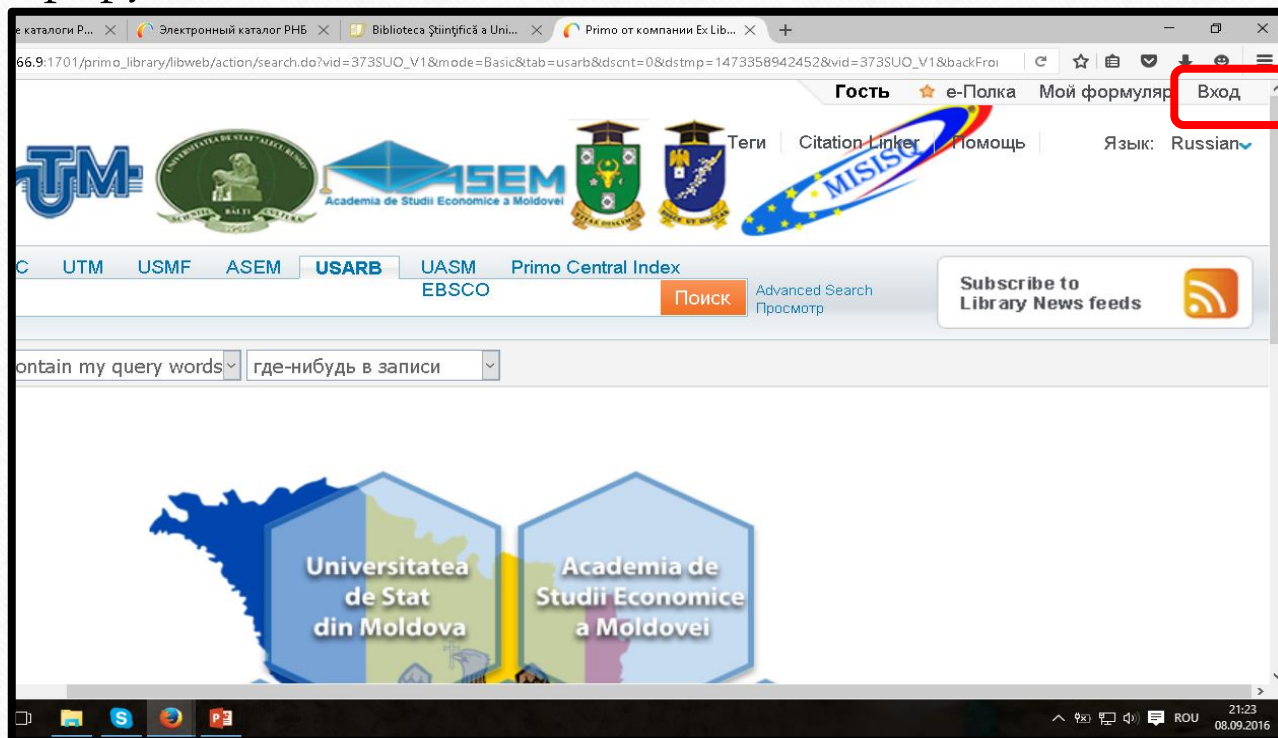 е каталоги Р... × Электронный каталог РНБ × Biblioteca Ştiinţifică a Uni... × Primo от компании Ex Lib... × +
66.9:1701/primo_library/libweb/action/search.do?vid=373SUO_V1&mode=Basic&tab=usarb&dscnt=0&dstmp=1473358942452&vid=373SUO_V1&backFror
Гость е-Полка Мой формуляр Вход
Теги Citation Linker Помощь Язык: Russian
UTM ASEM MISISQ
Academia de Studii Economice a Moldovei
C UTM USMF ASEM USARB UASM Primo Central Index
EBSCO
Поиск Advanced Search
Просмотр
Subscribe to
Library News feeds
ontain my query words где-нибудь в записи
Universitatea
de Stat
din Moldova
Academia de
Studii Economice
a Moldovei
ROU 21:23
08.09.2016